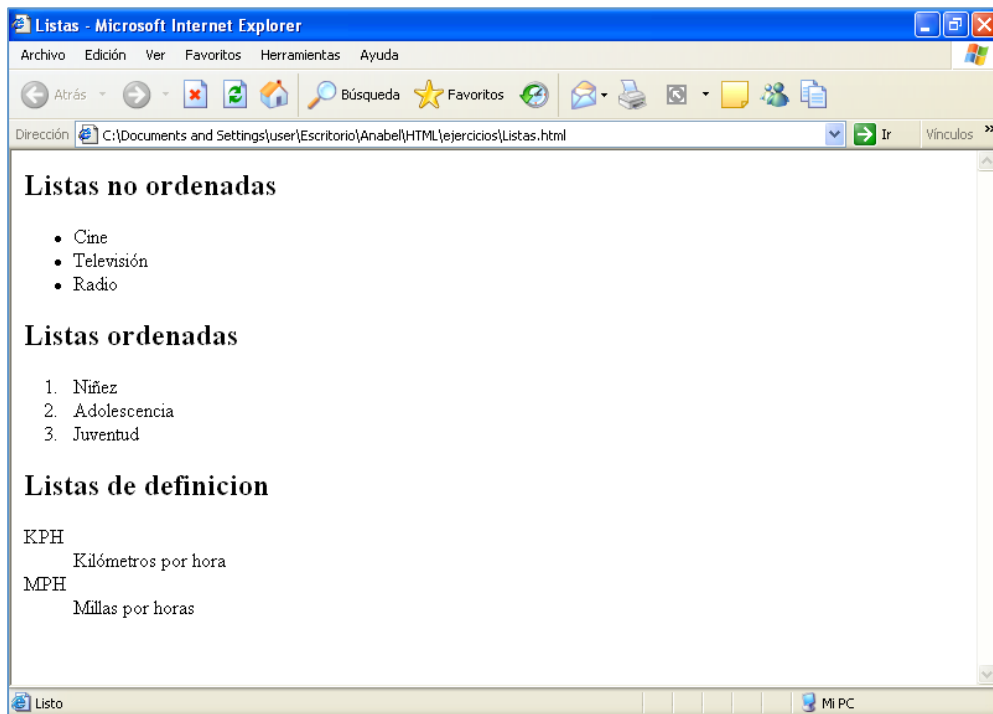 Listas - Microsoft Internet Explorer
Archivo Edición Ver Favoritos Herramientas Ayuda
Atrás Búsqueda Favoritos
Dirección C:\Documents and Settings\user\Escritorio\Anabel\HTML\ejercicios\Listas.html Ir Vínculos »
Listas no ordenadas
• Cine
• Televisión
• Radio
Listas ordenadas
1. Niñez
2. Adolescencia
3. Juventud
Listas de definicion
KPH
Kilómetros por hora
MPH
Millas por horas
Listo Mi PC